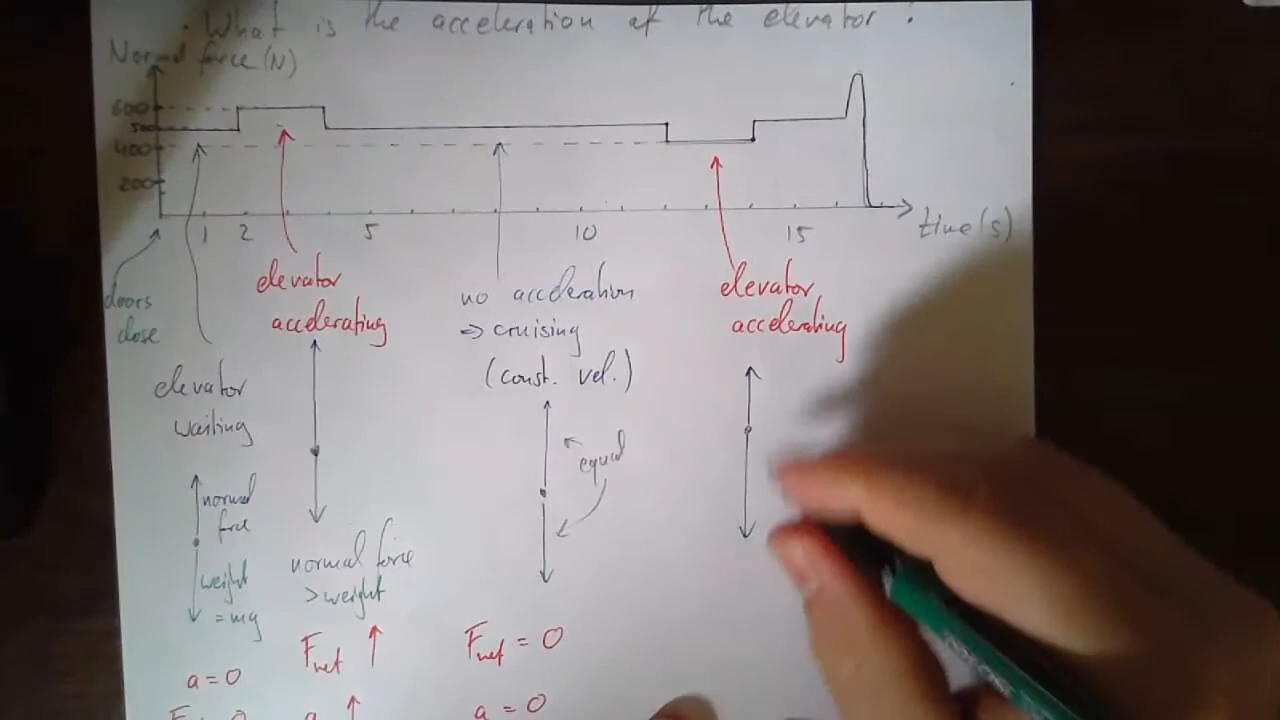 · What is the acceleration of the elevator ?
Normal force (N)
600
500
400
200
1 2 5 10 15 time (s)
doors
close
elevator
accelerating
no acceleration
⇒ cruising
(const. vel.)
elevator
accelerating
elevator
waiting
equal
normal
force
weight
= mg
normal force
> weight
Fnet ↑
Fnet = 0
a = 0
a ↑
a = 0